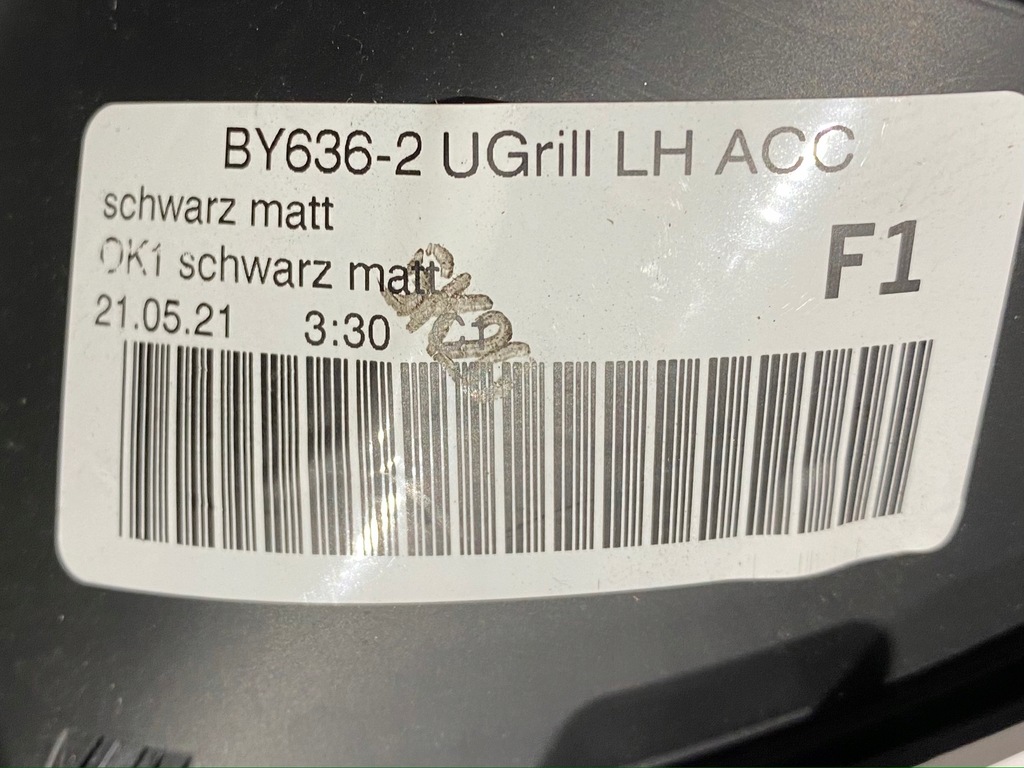 BY636-2 UGrill LH ACC
schwarz matt
OK1 schwarz matt
F1
21.05.21 3:30